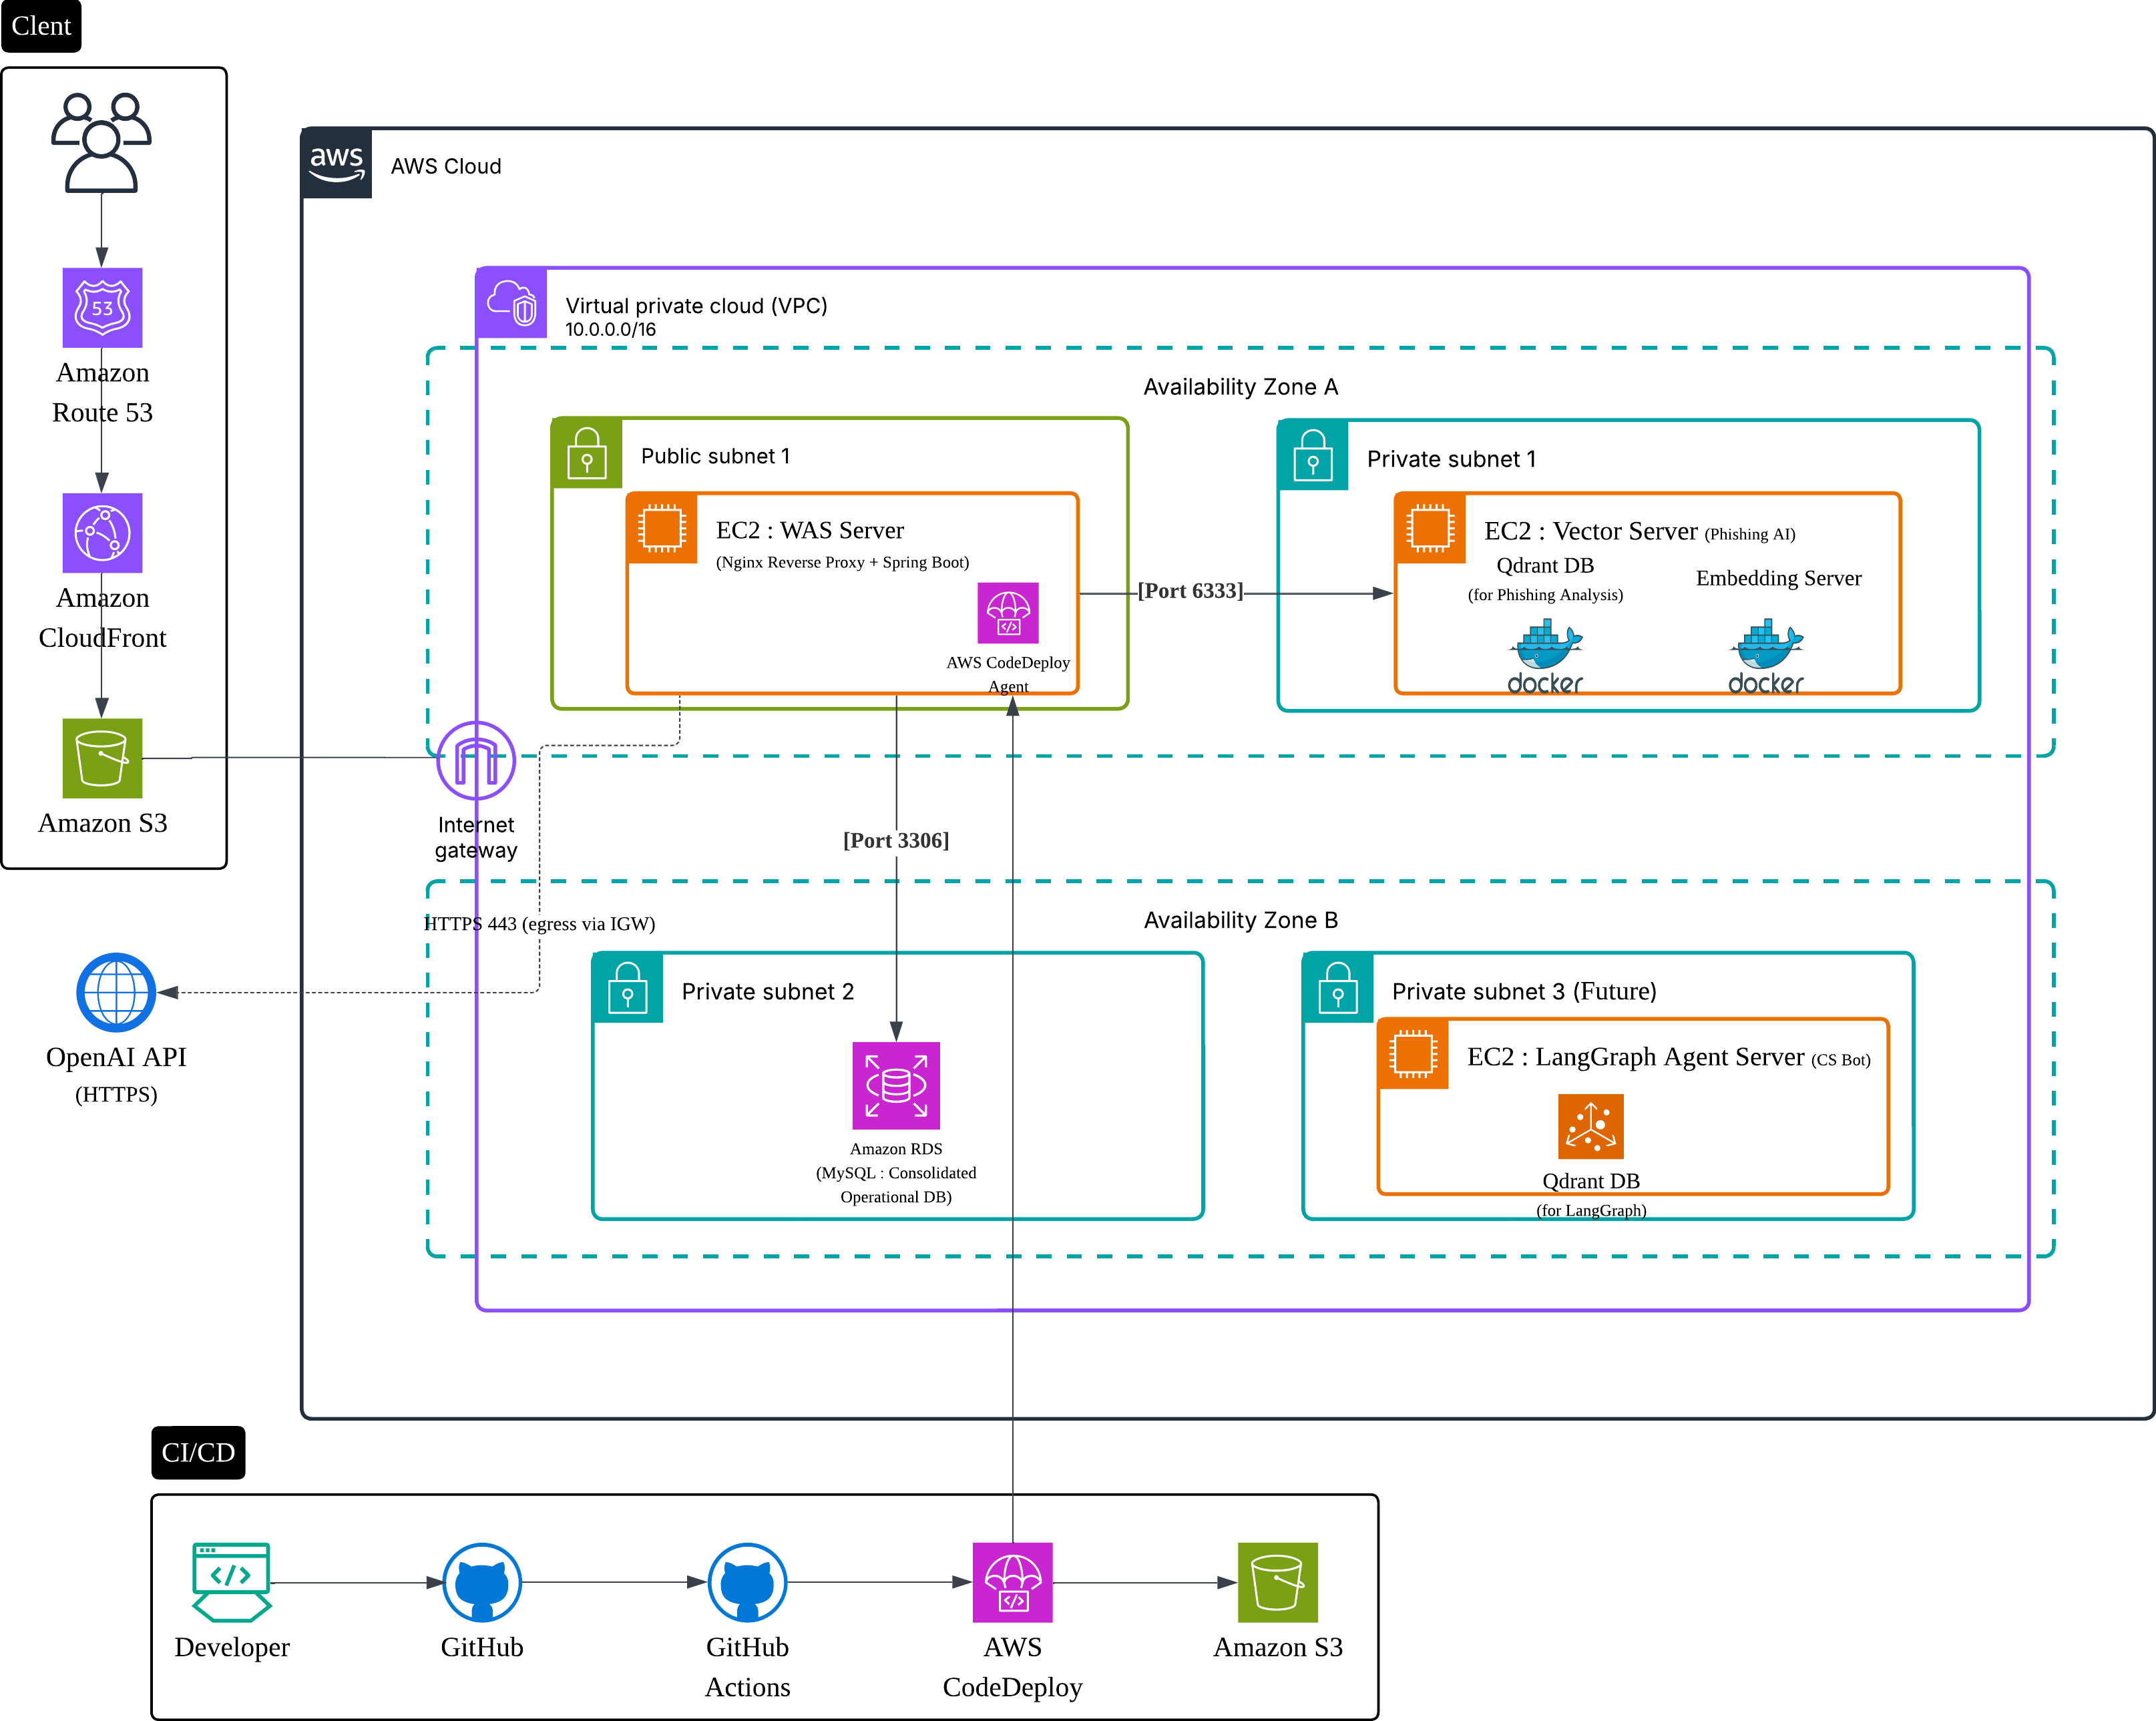 Clent
aws
AWS Cloud
53
Amazon
Route 53
Amazon
CloudFront
Amazon S3
Virtual private cloud (VPC)
10.0.0.0/16
Availability Zone A
Public subnet 1
EC2 : WAS Server
(Nginx Reverse Proxy + Spring Boot)
AWS CodeDeploy
Agent
[Port 6333]
Private subnet 1
EC2 : Vector Server (Phishing AI)
Qdrant DB
(for Phishing Analysis)
Embedding Server
docker
docker
Internet
gateway
[Port 3306]
HTTPS 443 (egress via IGW)
OpenAI API
(HTTPS)
Availability Zone B
Private subnet 2
Amazon RDS
(MySQL : Consolidated
Operational DB)
Private subnet 3 (Future)
EC2 : LangGraph Agent Server (CS Bot)
Qdrant DB
(for LangGraph)
CI/CD
Developer
GitHub
GitHub
Actions
AWS
CodeDeploy
Amazon S3